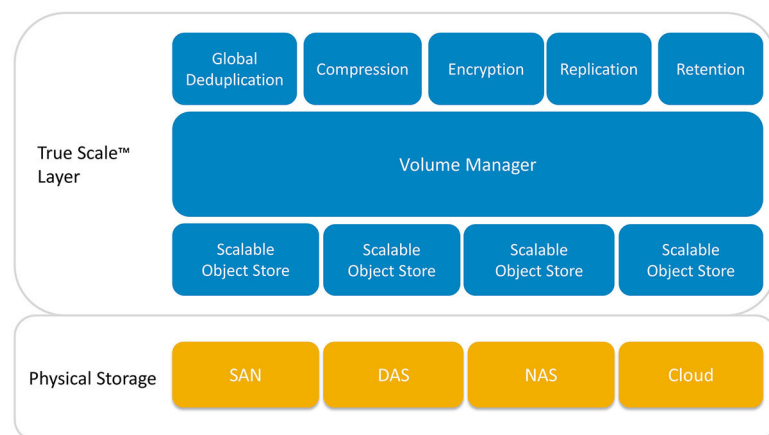 Global
Deduplication
Compression
Encryption
Replication
Retention
True Scale™
Layer
Volume Manager
Scalable
Object Store
Scalable
Object Store
Scalable
Object Store
Scalable
Object Store
Physical Storage
SAN
DAS
NAS
Cloud